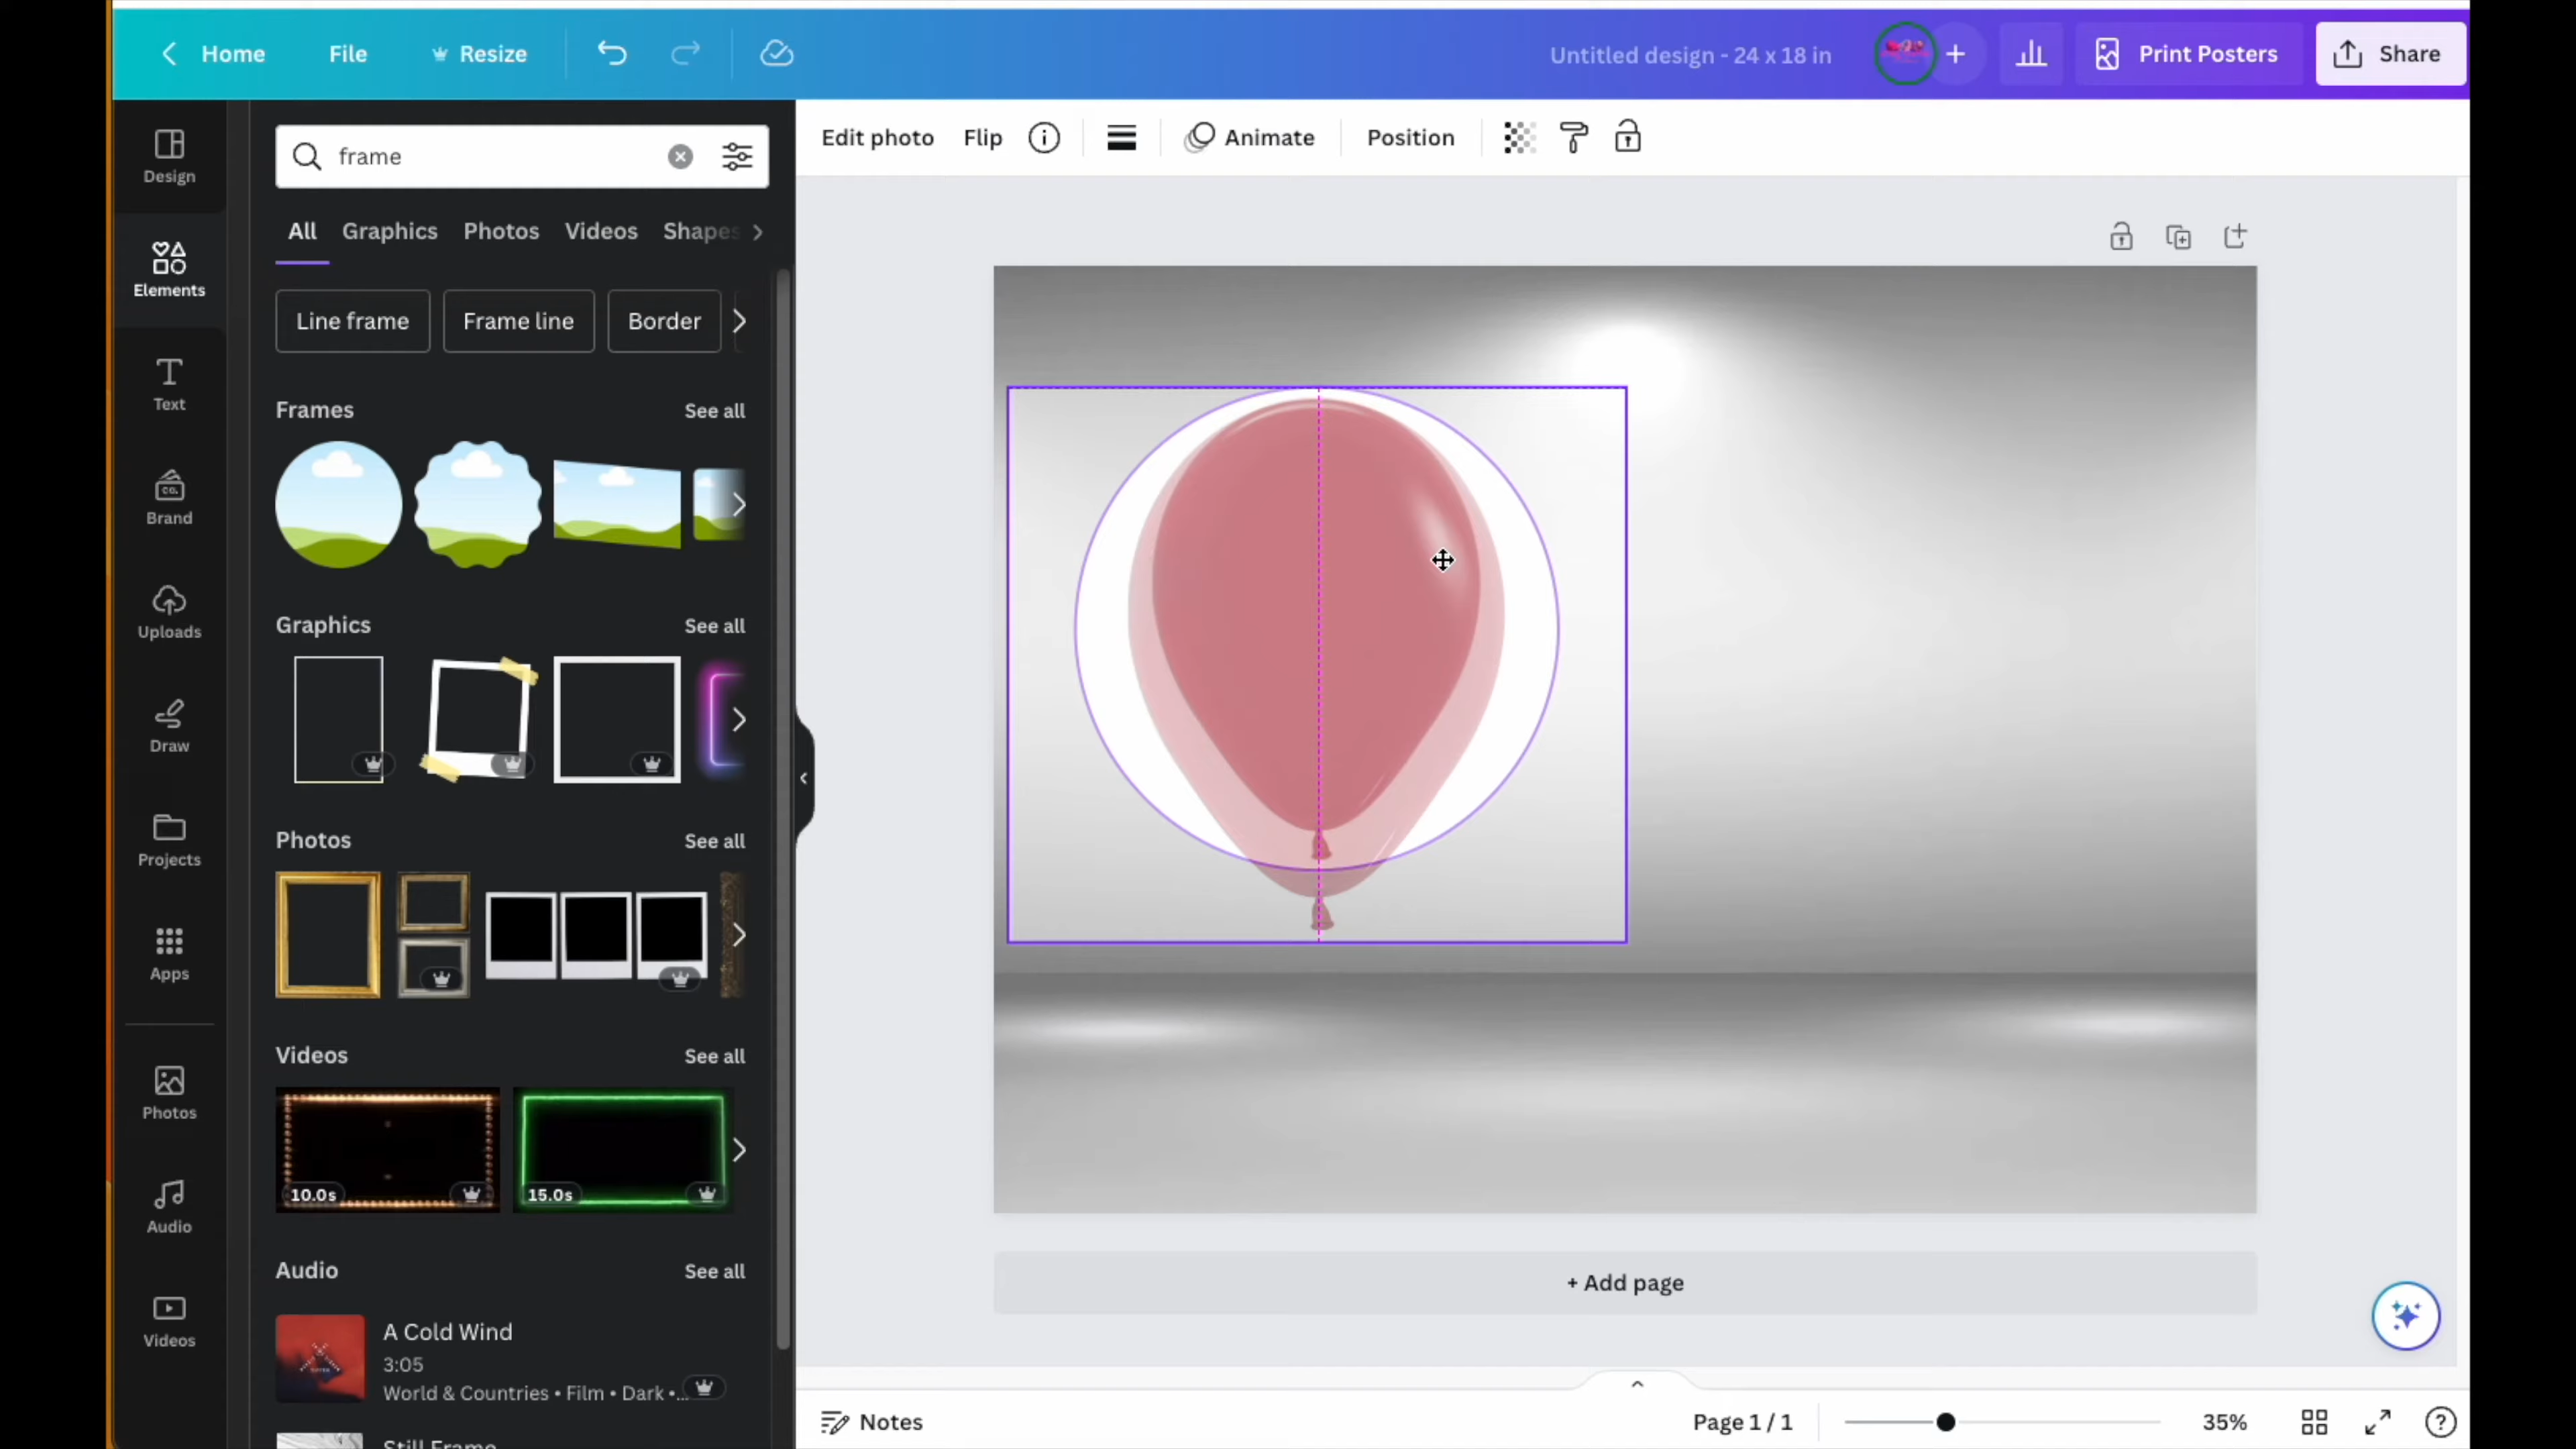 Home File Resize Untitled design - 24 x 18 in Print Posters Share
Design
Elements
Text
Brand
CO.
Uploads
Draw
Projects
Apps
Photos
Audio
Videos
frame
All Graphics Photos Videos Shapes
Line frame Frame line Border
Frames See all
Graphics See all
Photos See all
Videos See all
10.0s 15.0s
Audio See all
A Cold Wind
3:05
World & Countries • Film • Dark •...
Still Frame
Edit photo Flip Animate Position
+ Add page
Notes Page 1 / 1 35%